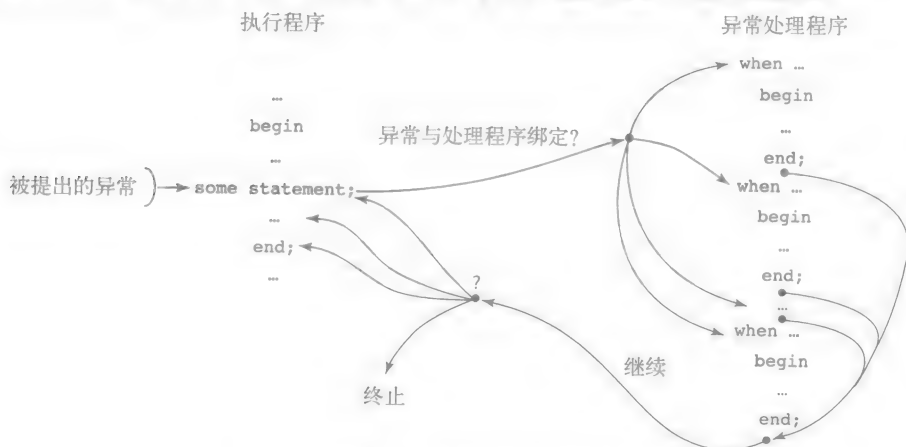 执行程序
…
begin
…
被提出的异常
some statement;
…
end;
…
异常与处理程序绑定?
?
终止
继续
异常处理程序
when …
begin
…
end;
when …
begin
…
end;
…
when …
begin
…
end;